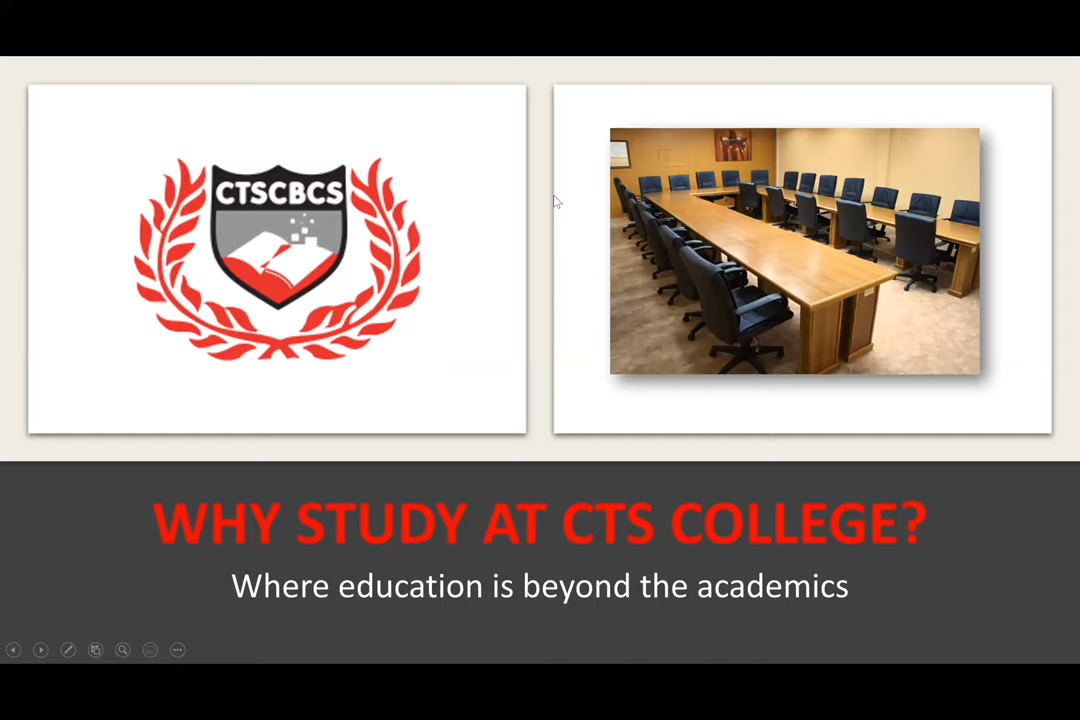 CTSCBCS
WHY STUDY AT CTS COLLEGE?
Where education is beyond the academics